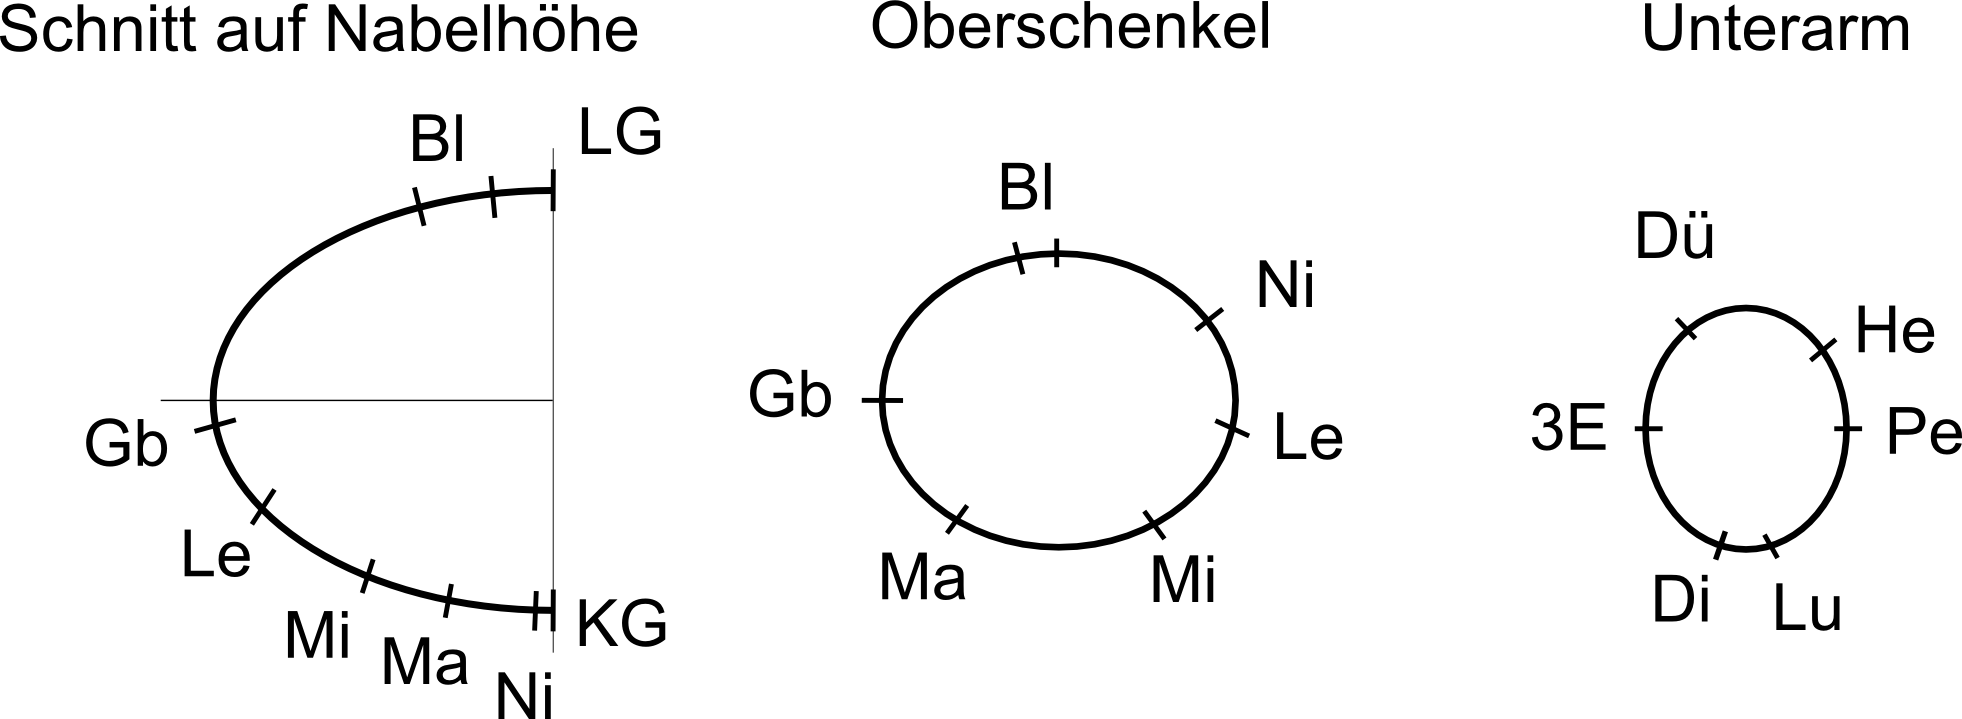 Schnitt auf Nabelhöhe
Bl
LG
Gb
Le
Mi
Ma
KG
Ni
Oberschenkel
Bl
Ni
Gb
Le
Ma
Mi
Unterarm
Dü
He
3E
Pe
Di
Lu